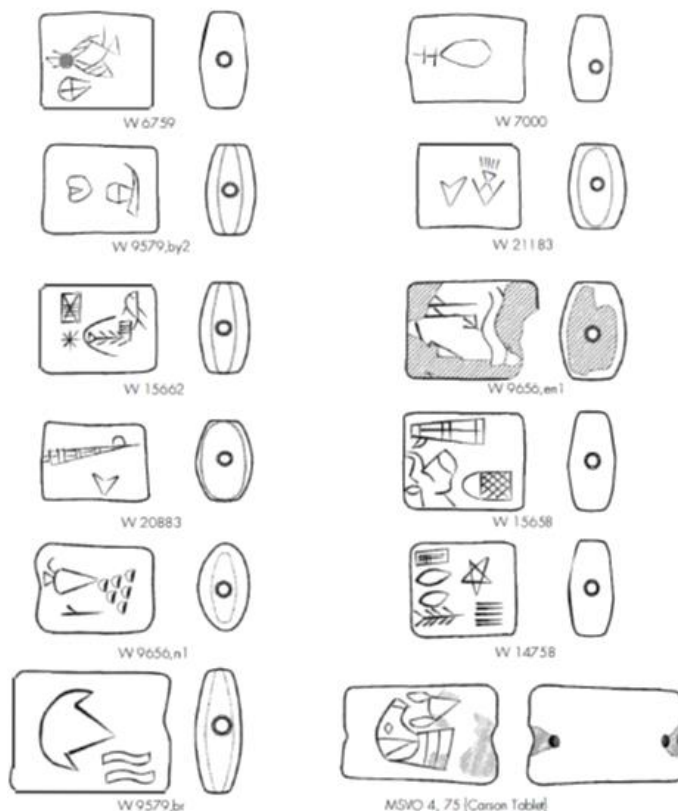 W 6759
W 7000
W 9579,by2
W 21183
W 15662
W 9656,en1
W 20883
W 15658
W 9656,n1
W 14758
W 9579,br
MSVO 4, 75 (Carson Tablet)